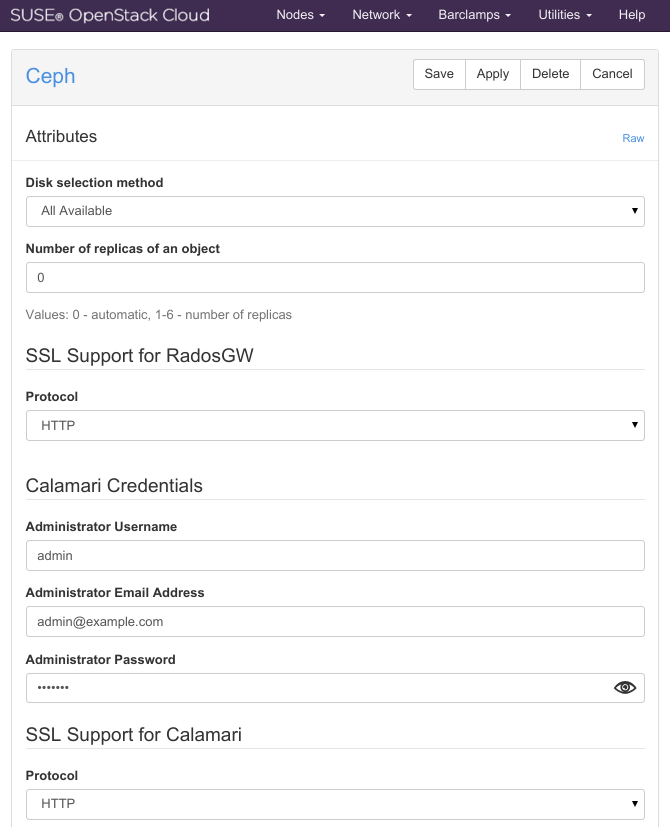 SUSE® OpenStack Cloud Nodes Network Barclamps Utilities Help
Ceph Save Apply Delete Cancel
Attributes Raw
Disk selection method
All Available
Number of replicas of an object
0
Values: 0 - automatic, 1-6 - number of replicas
SSL Support for RadosGW
Protocol
HTTP
Calamari Credentials
Administrator Username
admin
Administrator Email Address
admin@example.com
Administrator Password
•••••••
SSL Support for Calamari
Protocol
HTTP